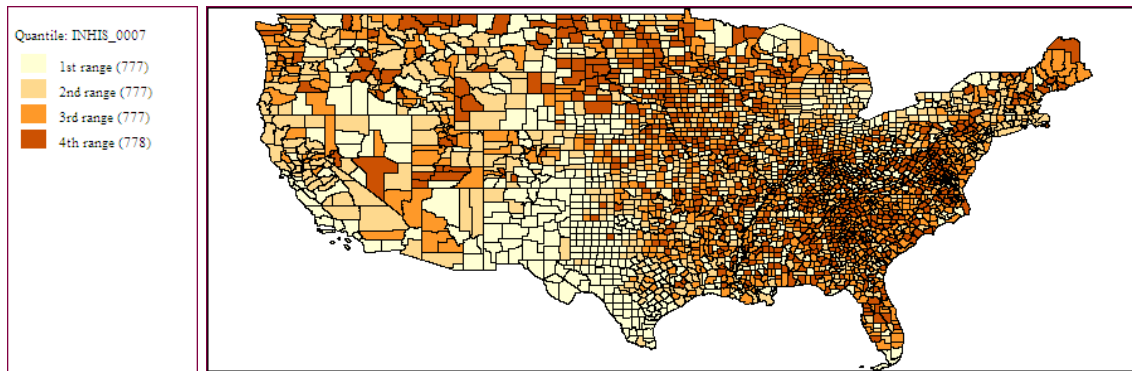 Quantile: INHIS_0007
1st range (777)
2nd range (777)
3rd range (777)
4th range (778)